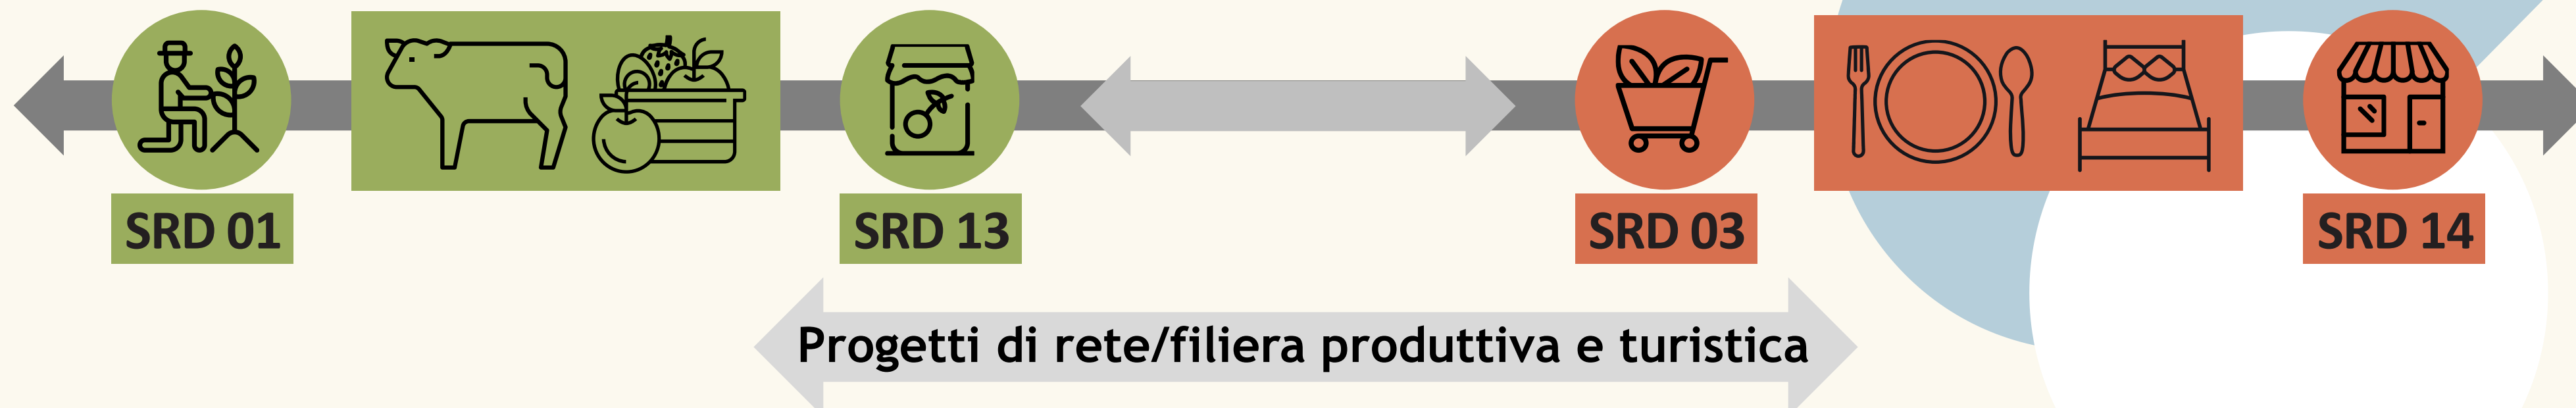 SRD 01
SRD 13
SRD 03
SRD 14
Progetti di rete/filiera produttiva e turistica